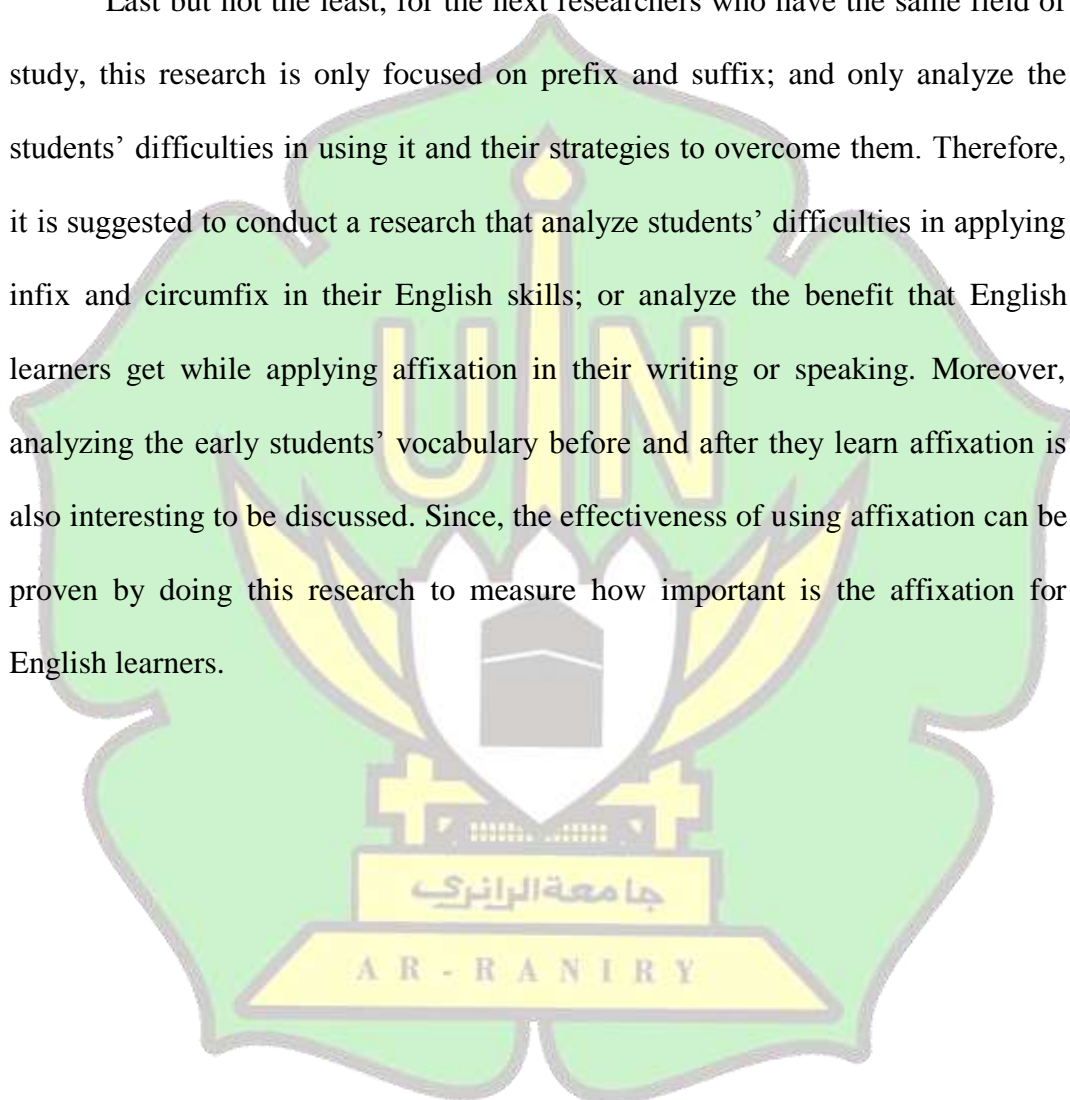 Last but not the least, for the next researchers who have the same field of
study, this research is only focused on prefix and suffix; and only analyze the
students’ difficulties in using it and their strategies to overcome them. Therefore,
it is suggested to conduct a research that analyze students’ difficulties in applying
infix and circumfix in their English skills; or analyze the benefit that English
learners get while applying affixation in their writing or speaking. Moreover,
analyzing the early students’ vocabulary before and after they learn affixation is
also interesting to be discussed. Since, the effectiveness of using affixation can be
proven by doing this research to measure how important is the affixation for
English learners.
UIN
جامعة الرانري
AR-RANIRY